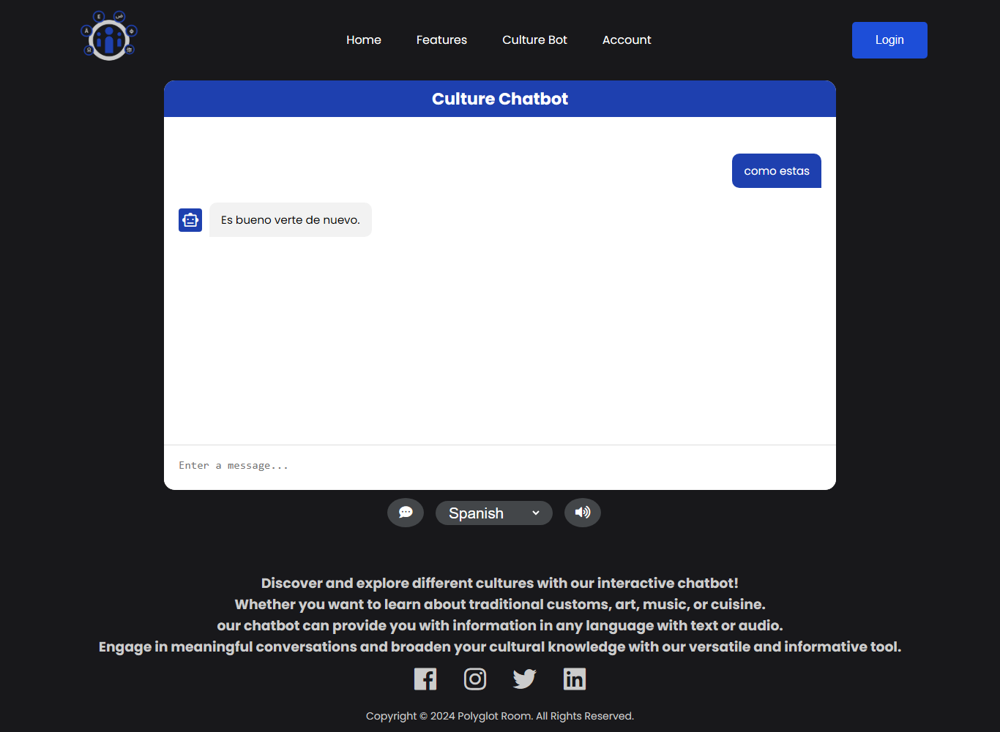 E ض
Á Φ
요 你
Home Features Culture Bot Account Login
Culture Chatbot
como estas
Es bueno verte de nuevo.
Enter a message...
Spanish
Discover and explore different cultures with our interactive chatbot!
Whether you want to learn about traditional customs, art, music, or cuisine.
our chatbot can provide you with information in any language with text or audio.
Engage in meaningful conversations and broaden your cultural knowledge with our versatile and informative tool.
Copyright © 2024 Polyglot Room. All Rights Reserved.